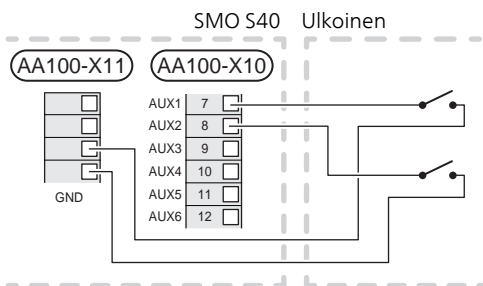 SMO S40 Ulkoinen
AA100-X11 AA100-X10
AUX1 7
AUX2 8
AUX3 9
AUX4 10
AUX5 11
AUX6 12
GND